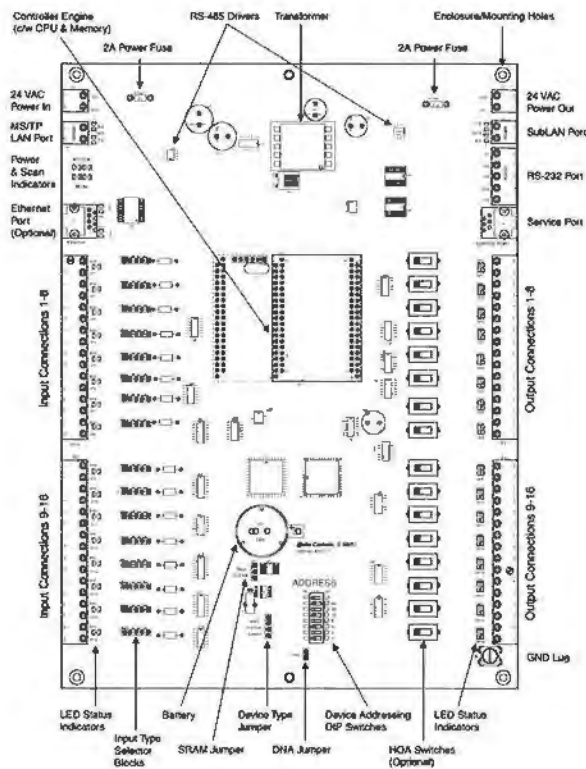 Controller Engine
(c/w CPU & Memory)
RS-485 Drivers
Transformer
Enclosure/Mounting Holes
2A Power Fuse
2A Power Fuse
24 VAC
Power In
MS/TP
LAN Port
Power
& Scan
Indicators
Ethernet
Port
(Optional)
24 VAC
Power Out
SubLAN Port
RS-232 Port
Service Port
Input Connections 1-8
Output Connections 1-8
Input Connections 9-16
Output Connections 9-16
ADDRESS
GND Lug
LED Status
Indicators
Input Type
Selector
Blocks
Battery
SRAM Jumper
Device Type
Jumper
DNA Jumper
Device Addressing
DIP Switches
HOA Switches
(Optional)
LED Status
Indicators